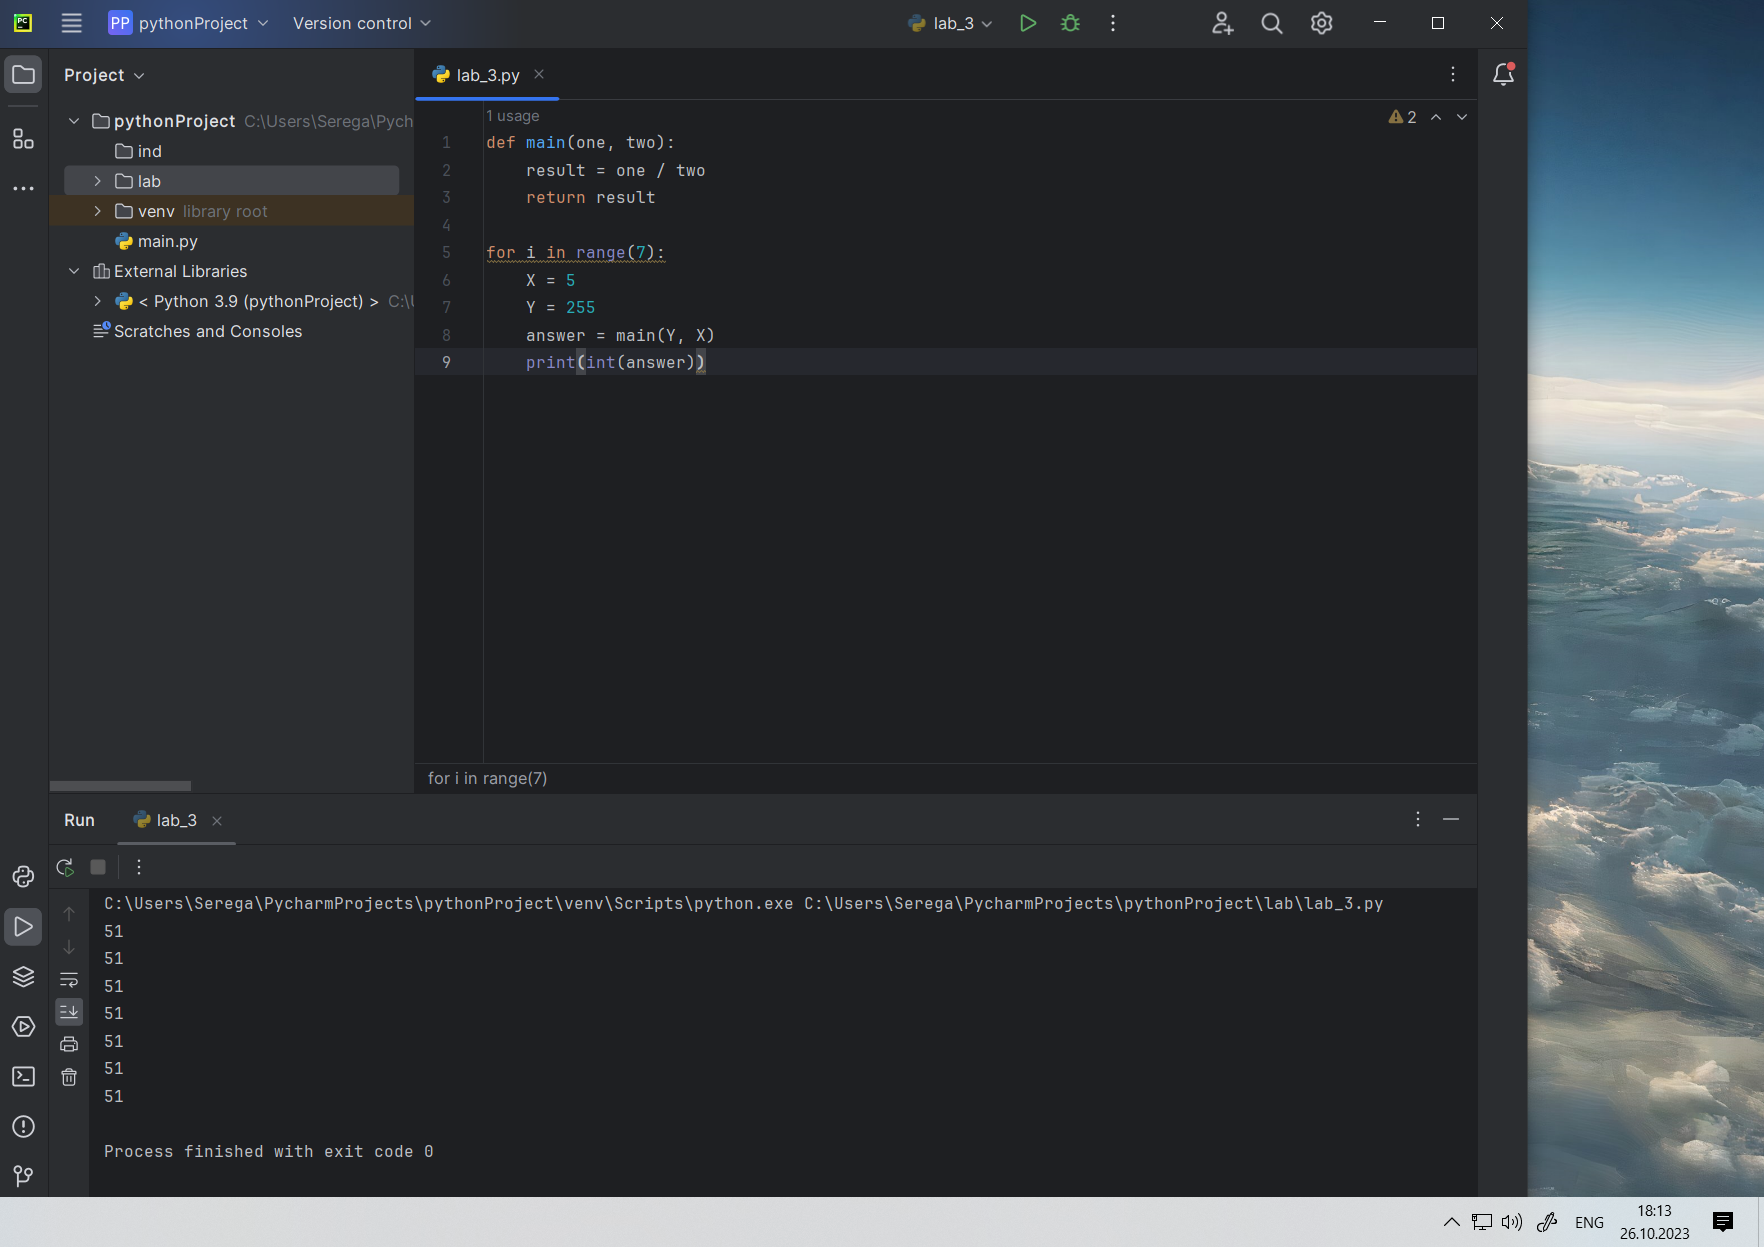 PC
PP pythonProject Version control lab_3
Project
pythonProject C:\Users\Serega\Pych
ind
lab
venv library root
main.py
External Libraries
< Python 3.9 (pythonProject) > C:\U
Scratches and Consoles
lab_3.py
1 usage
2
1 def main(one, two):
2 result = one / two
3 return result
4
5 for i in range(7):
6 X = 5
7 Y = 255
8 answer = main(Y, X)
9 print(int(answer))
for i in range(7)
Run lab_3
C:\Users\Serega\PycharmProjects\pythonProject\venv\Scripts\python.exe C:\Users\Serega\PycharmProjects\pythonProject\lab\lab_3.py
51
51
51
51
51
51
51
Process finished with exit code 0
ENG
18:13
26.10.2023